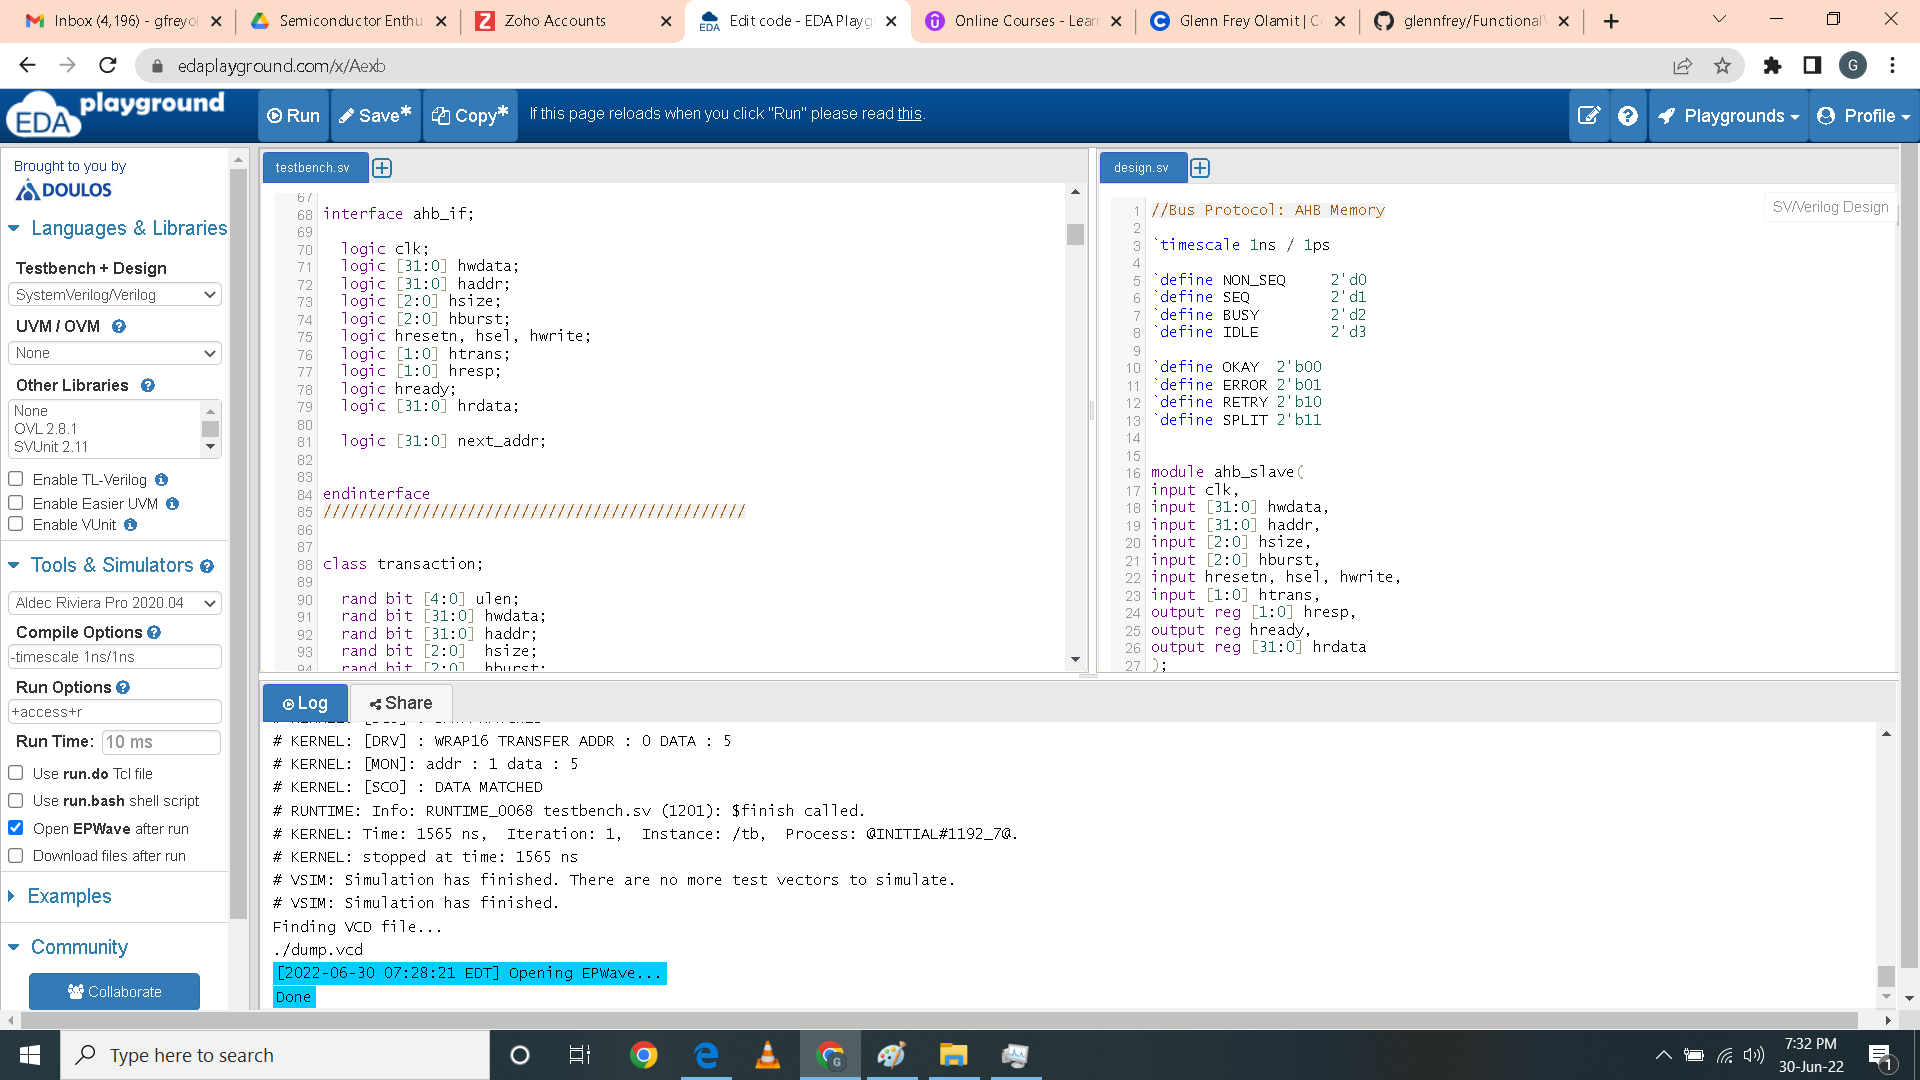 Inbox (4,196) - gfreyol
Semiconductor Enthu
Zoho Accounts
Edit code - EDA Playgr
Online Courses - Lear
Glenn Frey Olamit | Co
glennfrey/Functional
edaplayground.com/x/Aexb
G
EDA playground
Run
Save*
Copy*
If this page reloads when you click "Run" please read this.
Playgrounds
Profile
Brought to you by
DOULOS
Languages & Libraries
Testbench + Design
SystemVerilog/Verilog
UVM / OVM
None
Other Libraries
None
OVL 2.8.1
SVUnit 2.11
Enable TL-Verilog
Enable Easier UVM
Enable VUnit
Tools & Simulators
Aldec Riviera Pro 2020.04
Compile Options
-timescale 1ns/1ns
Run Options
+access+r
Run Time: 10 ms
Use run.do Tcl file
Use run.bash shell script
Open EPWave after run
Download files after run
Examples
Community
Collaborate
testbench.sv
67
68 interface ahb_if;
69
70 logic clk;
71 logic [31:0] hwdata;
72 logic [31:0] haddr;
73 logic [2:0] hsize;
74 logic [2:0] hburst;
75 logic hresetn, hsel, hwrite;
76 logic [1:0] htrans;
77 logic [1:0] hresp;
78 logic hready;
79 logic [31:0] hrdata;
80
81 logic [31:0] next_addr;
82
83
84 endinterface
85 ///////////////////////////////////////////////
86
87
88 class transaction;
89
90 rand bit [4:0] ulen;
91 rand bit [31:0] hwdata;
92 rand bit [31:0] haddr;
93 rand bit [2:0] hsize;
94 rand bit [2:0] hburst;
design.sv
SV/Verilog Design
1 //Bus Protocol: AHB Memory
2
3 `timescale 1ns / 1ps
4
5 `define NON_SEQ 2'd0
6 `define SEQ 2'd1
7 `define BUSY 2'd2
8 `define IDLE 2'd3
9
10 `define OKAY 2'b00
11 `define ERROR 2'b01
12 `define RETRY 2'b10
13 `define SPLIT 2'b11
14
15
16 module ahb_slave(
17 input clk,
18 input [31:0] hwdata,
19 input [31:0] haddr,
20 input [2:0] hsize,
21 input [2:0] hburst,
22 input hresetn, hsel, hwrite,
23 input [1:0] htrans,
24 output reg [1:0] hresp,
25 output reg hready,
26 output reg [31:0] hrdata
27 );
Log
Share
# KERNEL: [DRV] : WRAP16 TRANSFER ADDR : 0 DATA : 5
# KERNEL: [MON]: addr : 1 data : 5
# KERNEL: [SCO] : DATA MATCHED
# RUNTIME: Info: RUNTIME_0068 testbench.sv (1201): $finish called.
# KERNEL: Time: 1565 ns, Iteration: 1, Instance: /tb, Process: @INITIAL#1192_7@.
# KERNEL: stopped at time: 1565 ns
# VSIM: Simulation has finished. There are no more test vectors to simulate.
# VSIM: Simulation has finished.
Finding VCD file...
./dump.vcd
[2022-06-30 07:28:21 EDT] Opening EPWave...
Done
Type here to search
7:32 PM
30-Jun-22
1